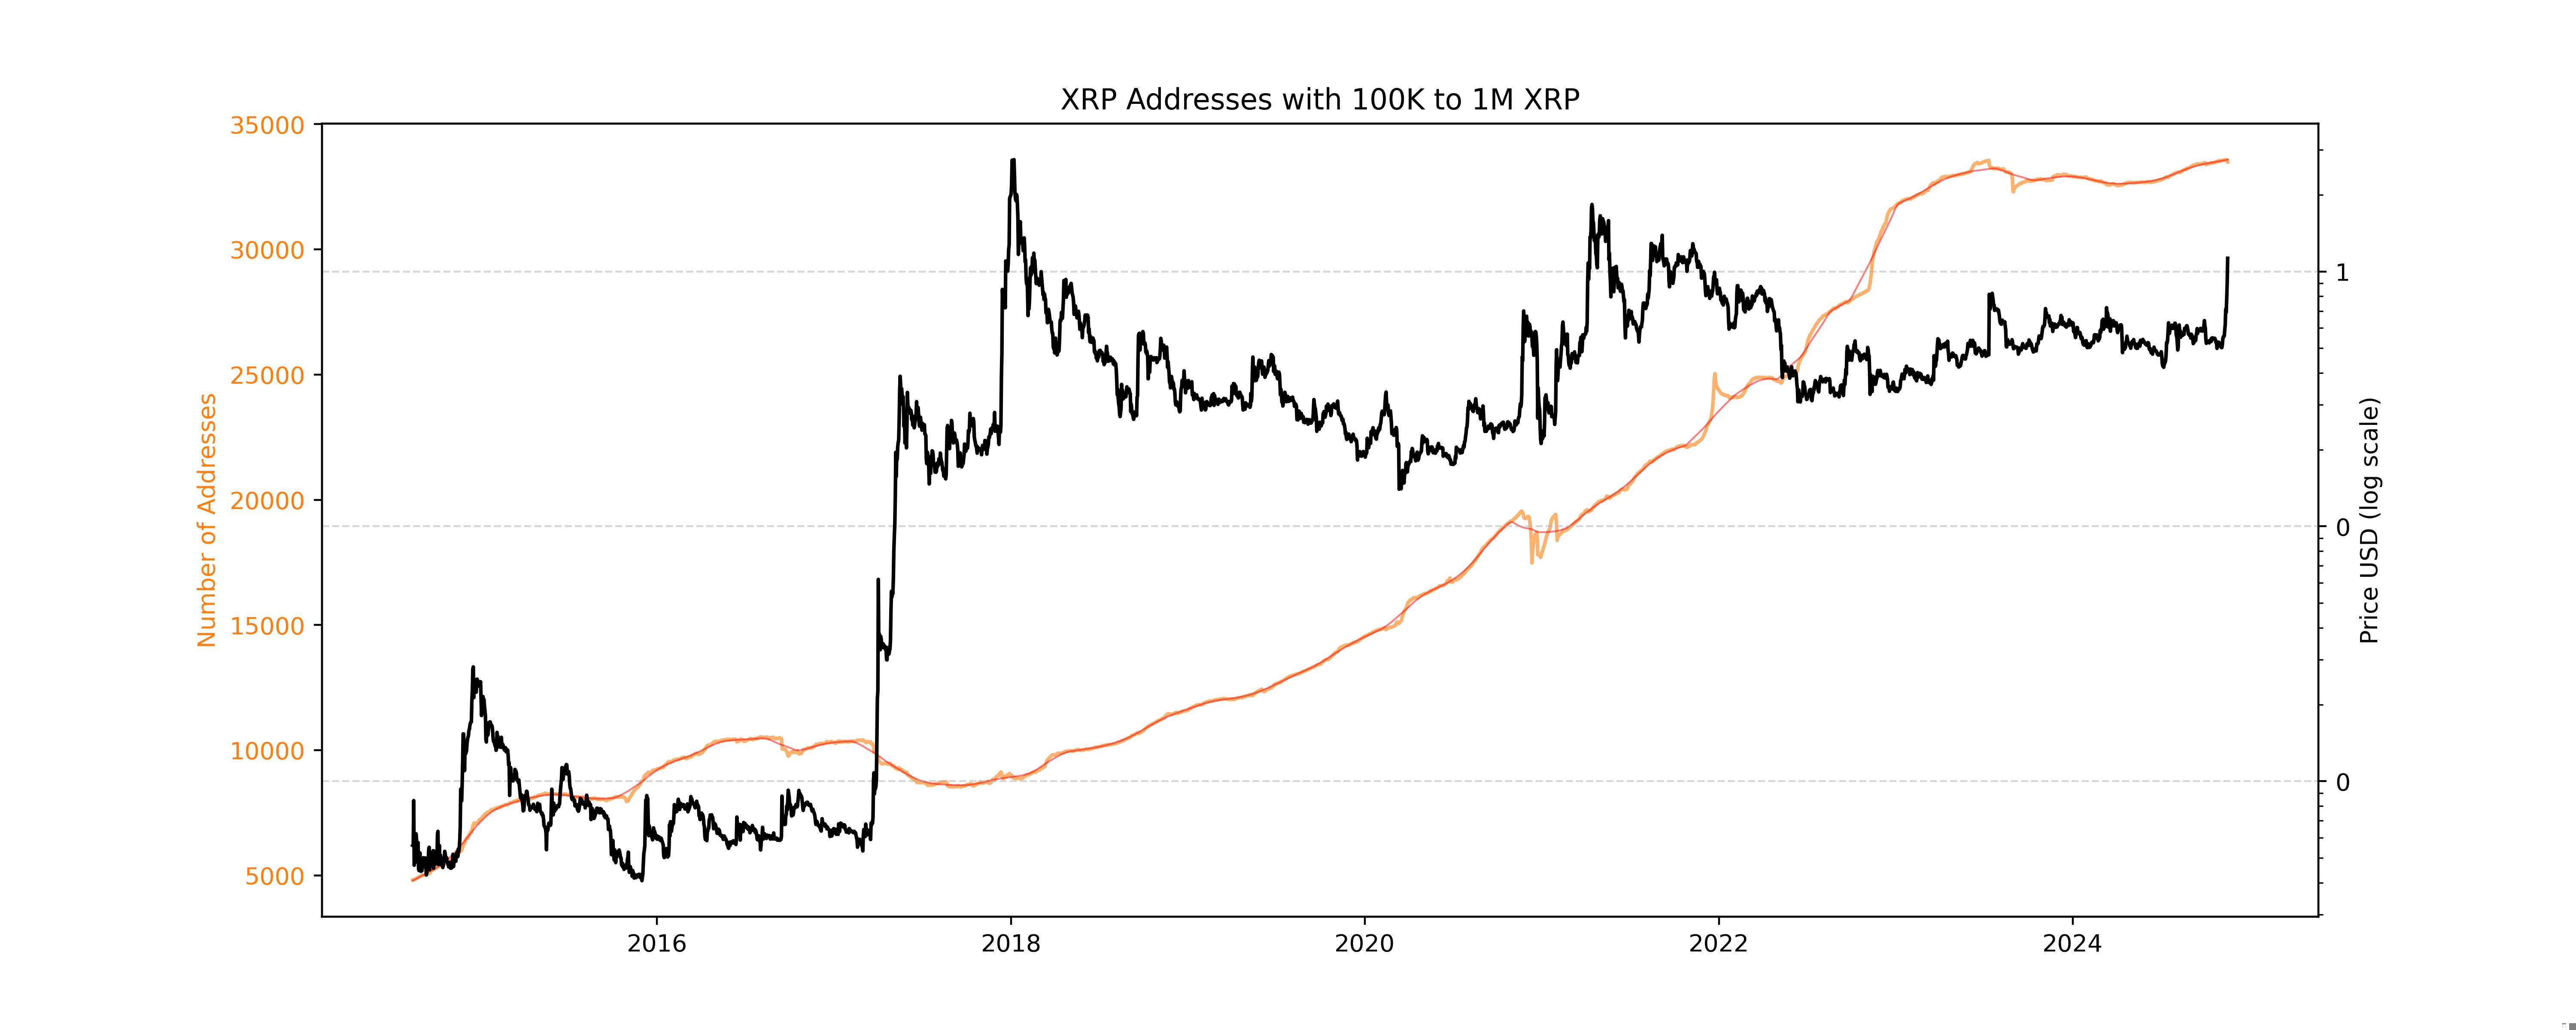 XRP Addresses with 100K to 1M XRP
35000
30000
25000
20000
15000
10000
5000
Number of Addresses
1
0
0
Price USD (log scale)
2016 2018 2020 2022 2024